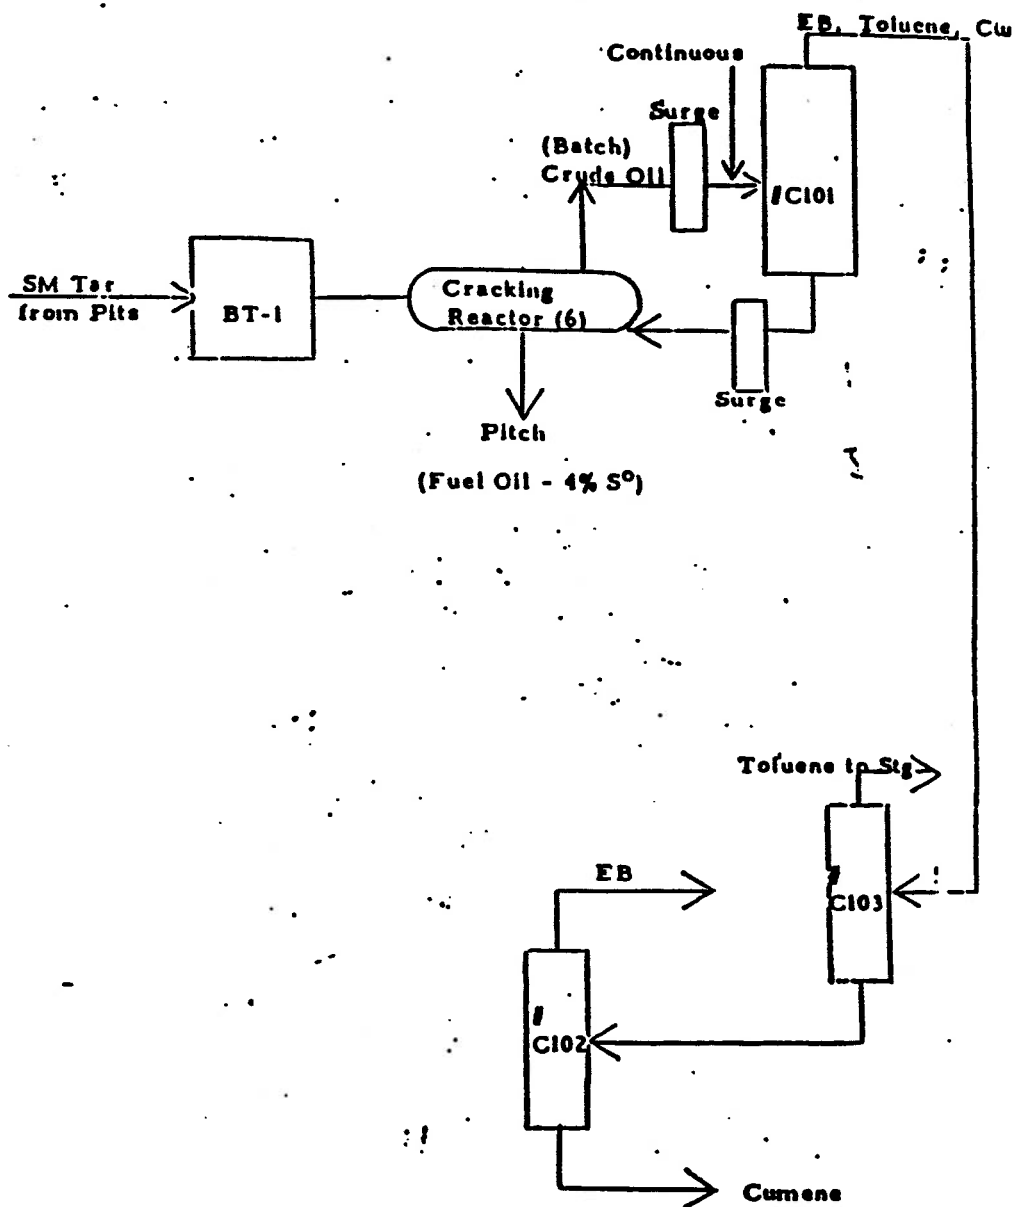 EB, Toluene, Cu
Continuous
Surge
(Batch)
Crude Oil
#C101
SM Tar
from Pits
BT-1
Cracking
Reactor (6)
Surge
Pitch
(Fuel Oil - 4% S°)
Toluene to Stg
EB
#
C103
#
C102
Cumene